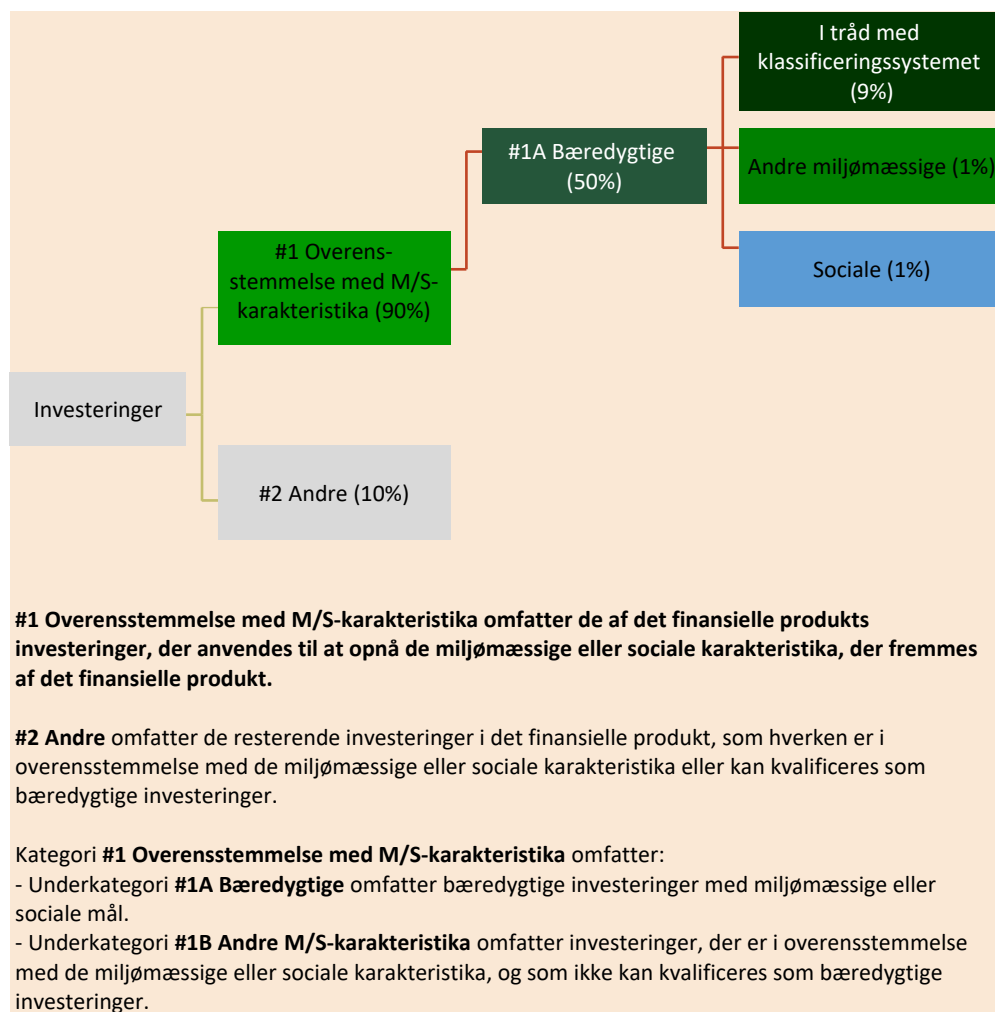 I tråd med
klassificeringssystemet
(9%)
#1A Bæredygtige
(50%)
Andre miljømæssige (1%)
#1 Overens-
stemmelse med M/S-
karakteristika (90%)
Sociale (1%)
Investeringer
#2 Andre (10%)
#1 Overensstemmelse med M/S-karakteristika omfatter de af det finansielle produkts
investeringer, der anvendes til at opnå de miljømæssige eller sociale karakteristika, der fremmes
af det finansielle produkt.
#2 Andre omfatter de resterende investeringer i det finansielle produkt, som hverken er i
overensstemmelse med de miljømæssige eller sociale karakteristika eller kan kvalificeres som
bæredygtige investeringer.
Kategori #1 Overensstemmelse med M/S-karakteristika omfatter:
- Underkategori #1A Bæredygtige omfatter bæredygtige investeringer med miljømæssige eller
sociale mål.
- Underkategori #1B Andre M/S-karakteristika omfatter investeringer, der er i overensstemmelse
med de miljømæssige eller sociale karakteristika, og som ikke kan kvalificeres som bæredygtige
investeringer.